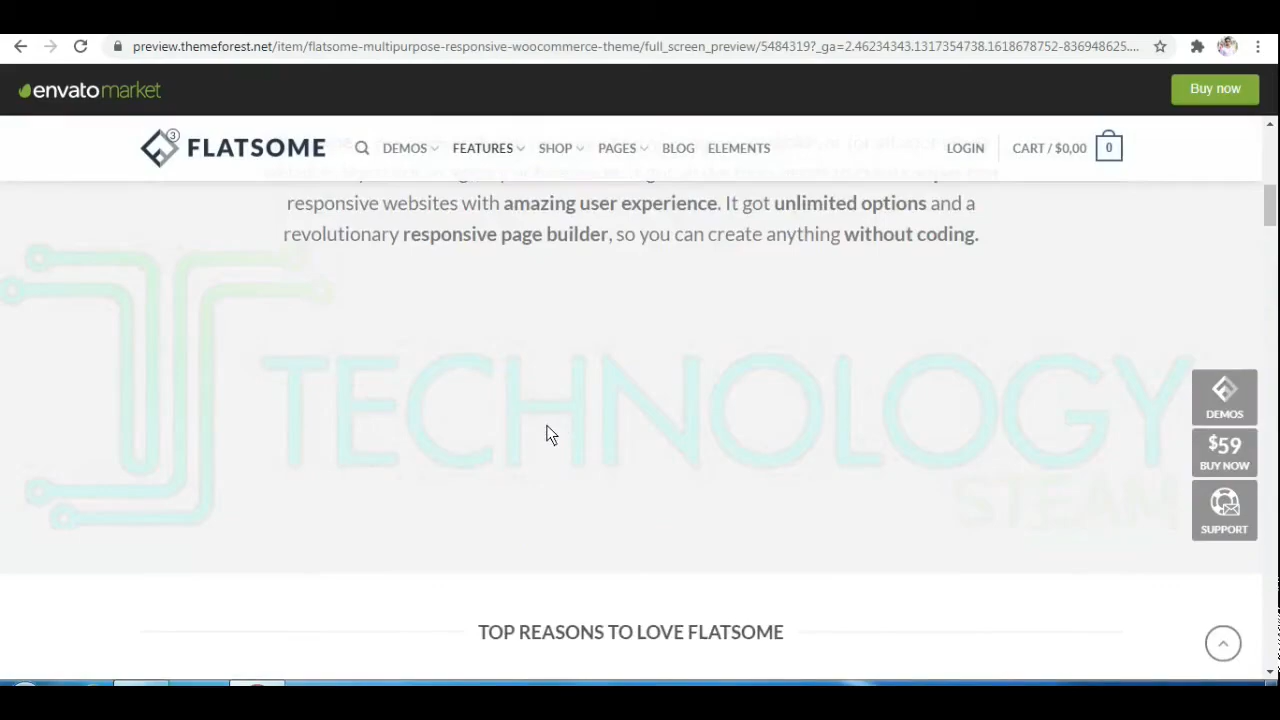 preview.themeforest.net/item/flatsome-multipurpose-responsive-woocommerce-theme/full_screen_preview/5484319?_ga=2.46234343.1317354738.1618678752-836948625....
envatomarket
Buy now
3
FLATSOME
DEMOS
FEATURES
SHOP
PAGES
BLOG
ELEMENTS
LOGIN
CART / $0,00
0
responsive websites with amazing user experience. It got unlimited options and a
revolutionary responsive page builder, so you can create anything without coding.
TECHNOLOGY
STEAM
DEMOS
$59
BUY NOW
SUPPORT
TOP REASONS TO LOVE FLATSOME